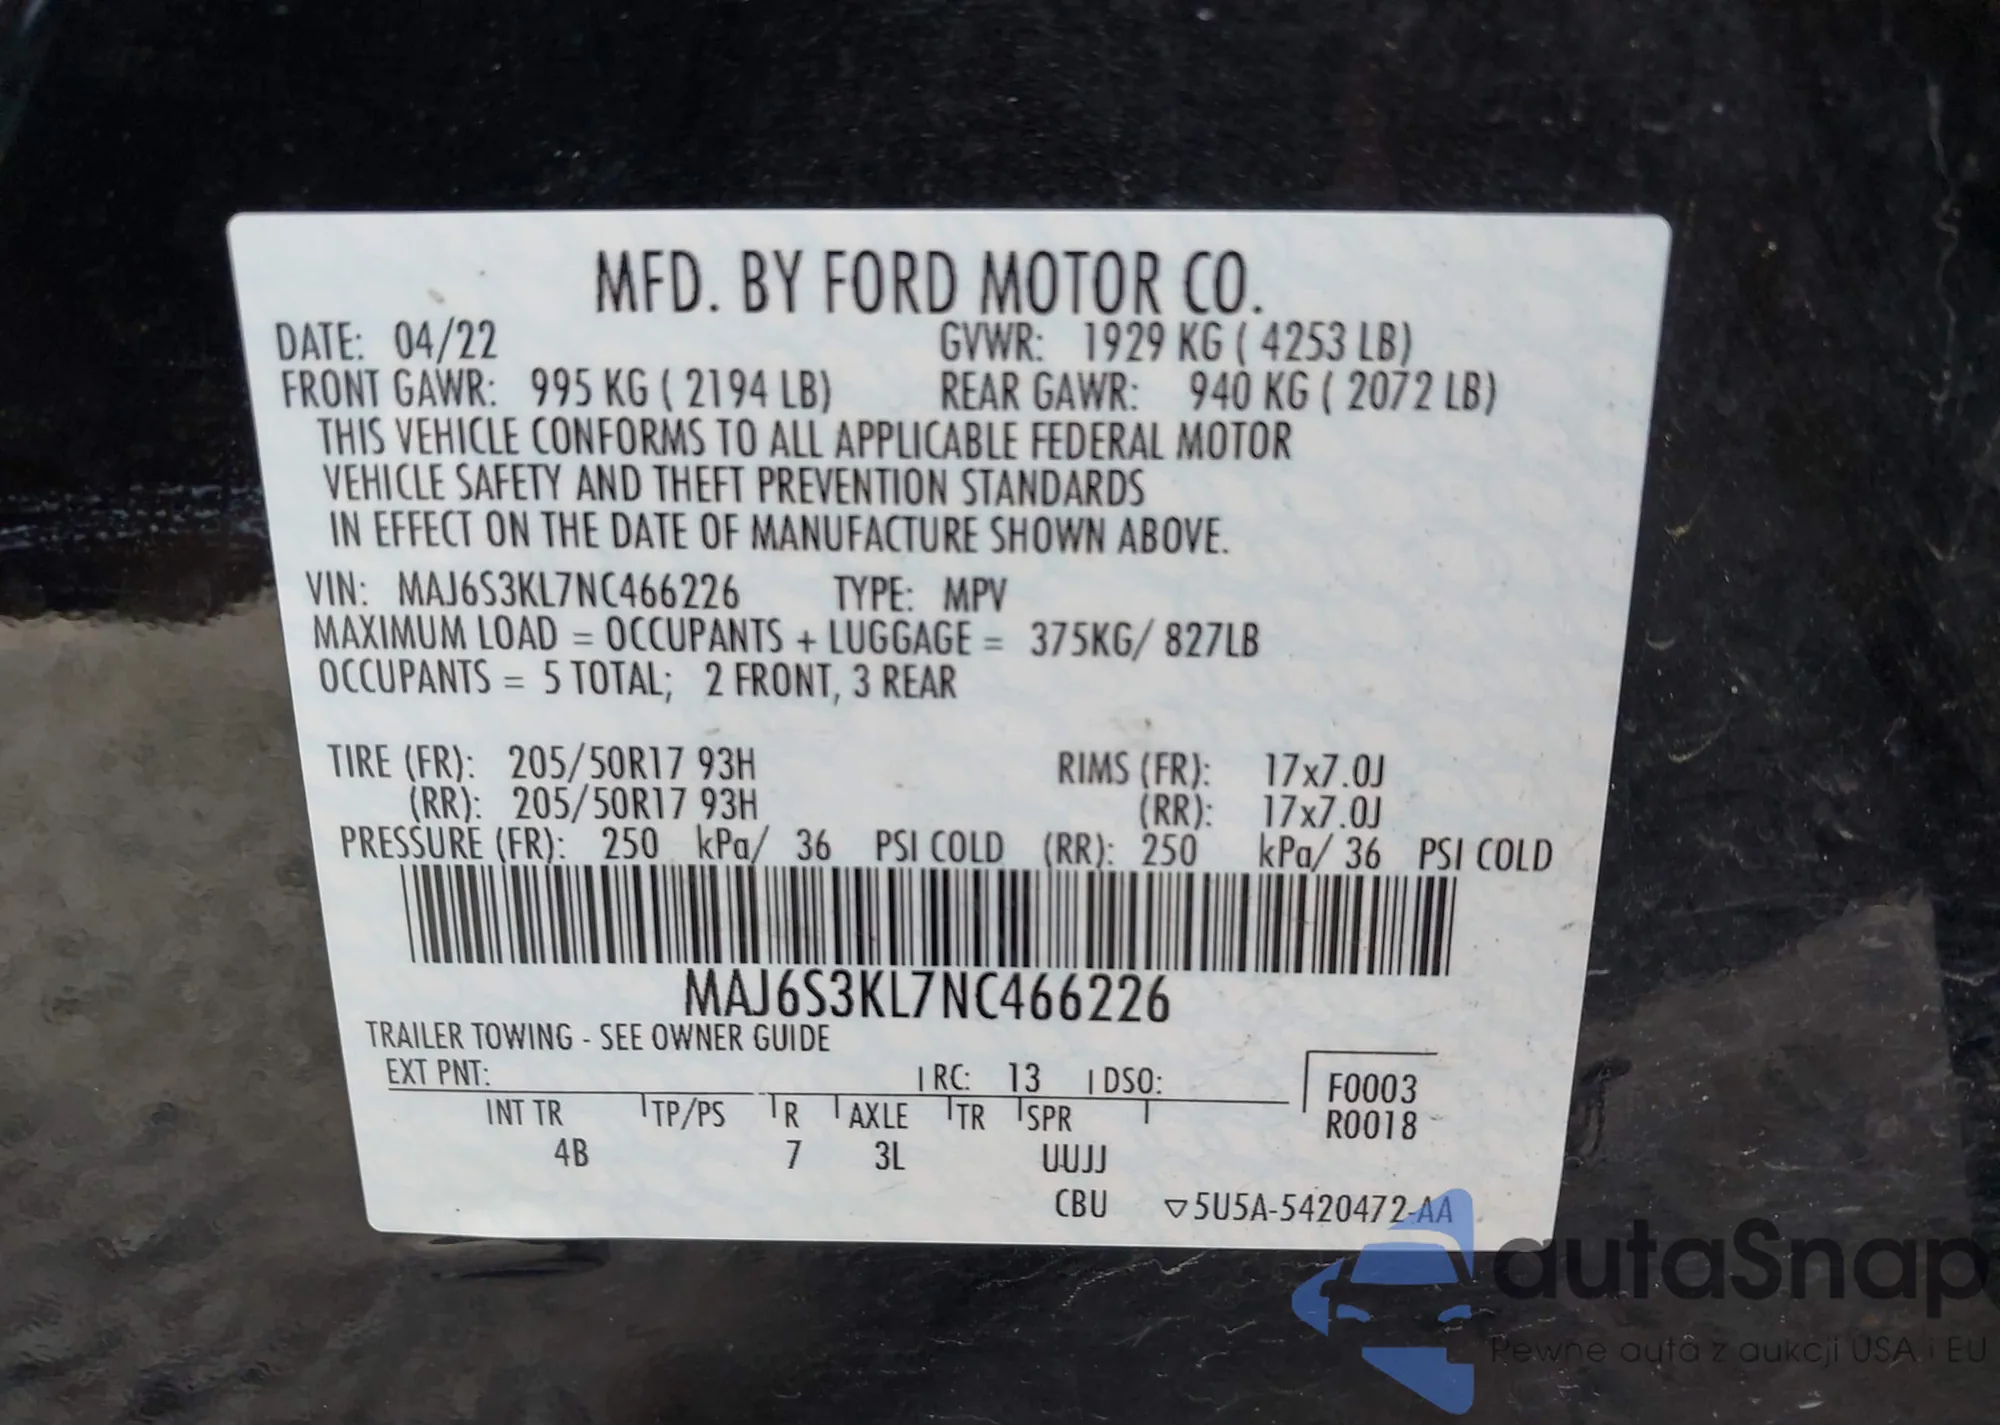 MFD. BY FORD MOTOR CO.
DATE: 04/22 GVWR: 1929 KG ( 4253 LB)
FRONT GAWR: 995 KG ( 2194 LB) REAR GAWR: 940 KG ( 2072 LB)
THIS VEHICLE CONFORMS TO ALL APPLICABLE FEDERAL MOTOR
VEHICLE SAFETY AND THEFT PREVENTION STANDARDS
IN EFFECT ON THE DATE OF MANUFACTURE SHOWN ABOVE.
VIN: MAJ6S3KL7NC466226 TYPE: MPV
MAXIMUM LOAD = OCCUPANTS + LUGGAGE = 375KG/ 827LB
OCCUPANTS = 5 TOTAL; 2 FRONT, 3 REAR
TIRE (FR): 205/50R17 93H RIMS (FR): 17x7.0J
(RR): 205/50R17 93H (RR): 17x7.0J
PRESSURE (FR): 250 kPa/ 36 PSI COLD (RR): 250 kPa/ 36 PSI COLD
MAJ6S3KL7NC466226
TRAILER TOWING - SEE OWNER GUIDE
EXT PNT: RC: 13 DSO: F0003
INT TR TP/PS R AXLE TR SPR R0018
4B 7 3L UUJJ
CBU ▽5U5A-5420472-AA
autaSnap
Pewne auta z aukcji USA i EU